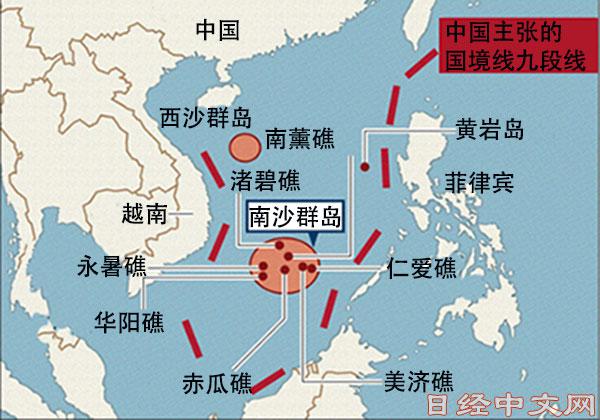 中国
中国主张的
国境线九段线
西沙群岛
南薰礁
黄岩岛
渚碧礁
菲律宾
越南
南沙群岛
永暑礁
仁爱礁
华阳礁
赤瓜礁
美济礁
日经中文网